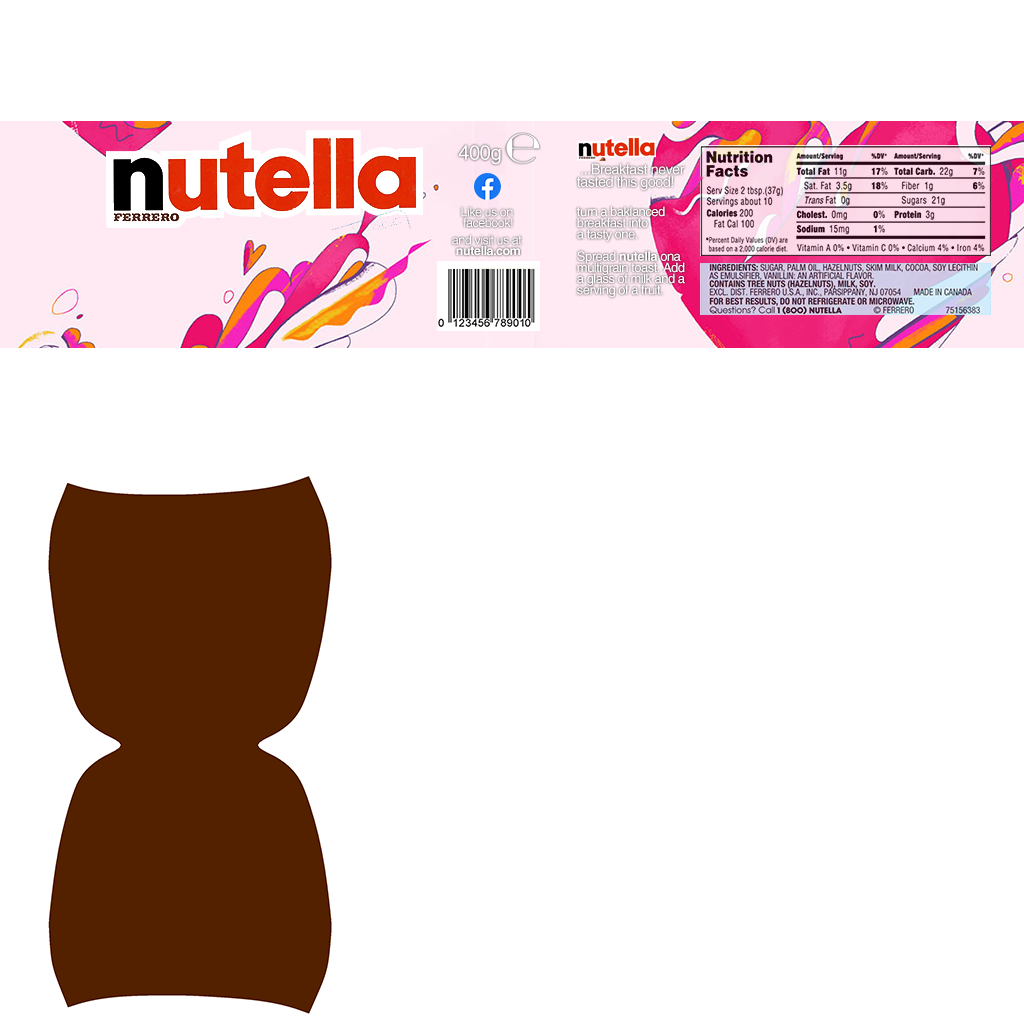 nutella
FERRERO
400g ℮
Like us on
facebook!
and visit us at
nutella.com
0 123456 789010
nutella
FERRERO
...Breakfast never
tasted this good!
turn a baklanced
breakfast into
a tasty one.
Spread nutella ona
multigrain toast. Add
a glass of milk and a
serving of a fruit.
Nutrition
Facts
Serv Size 2 tbsp.(37g)
Servings about 10
Calories 200
Fat Cal 100
*Percent Daily Values (DV) are
based on a 2,000 calorie diet.
Amount/Serving %DV* Amount/Serving %DV*
Total Fat 11g 17% Total Carb. 22g 7%
Sat. Fat 3.5g 18% Fiber 1g 6%
Trans Fat 0g Sugars 21g
Cholest. 0mg 0% Protein 3g
Sodium 15mg 1%
Vitamin A 0% • Vitamin C 0% • Calcium 4% • Iron 4%
INGREDIENTS: SUGAR, PALM OIL, HAZELNUTS, SKIM MILK, COCOA, SOY LECITHIN
AS EMULSIFIER, VANILLIN: AN ARTIFICIAL FLAVOR.
CONTAINS TREE NUTS (HAZELNUTS), MILK, SOY.
EXCL. DIST. FERRERO U.S.A., INC., PARSIPPANY, NJ 07054 MADE IN CANADA
FOR BEST RESULTS, DO NOT REFRIGERATE OR MICROWAVE.
Questions? Call 1 (800) NUTELLA © FERRERO 75156383